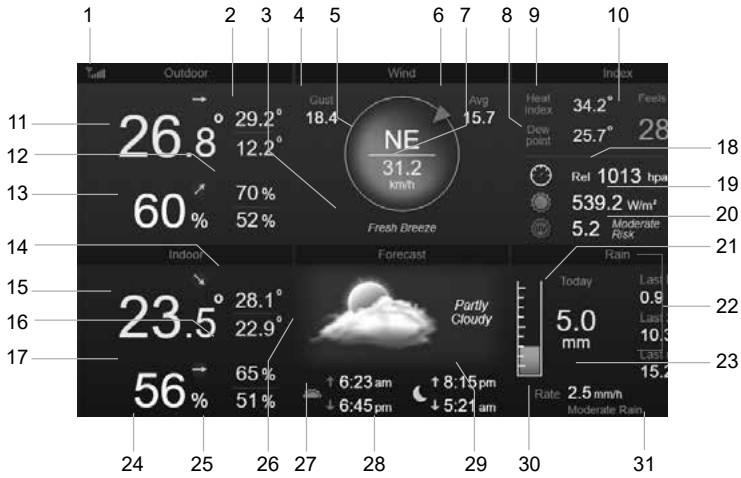 1 2 3 4 5 6 7 8 9 10
Outdoor Wind Index
11 12 13 14 15 16 17
26.8°
29.2°
12.2°
60%
70%
52%
Gust
18.4
Avg
15.7
NE
31.2
km/h
Fresh Breeze
Heat index 34.2°
Dew point 25.7°
Feels
28
Rel 1013 hpa
539.2 W/m²
5.2 Moderate Risk
18
19
20
21
22
23
Indoor Forecast Rain
23.5°
28.1°
22.9°
56%
65%
51%
Partly
Cloudy
↑ 6:23 am
↓ 6:45 pm
↑ 8:15 pm
↓ 5:21 am
Today
5.0
mm
Last
0.9
Last
10.3
Last
15.2
Rate 2.5 mm/h
Moderate Rain
24 25 26 27 28 29 30 31